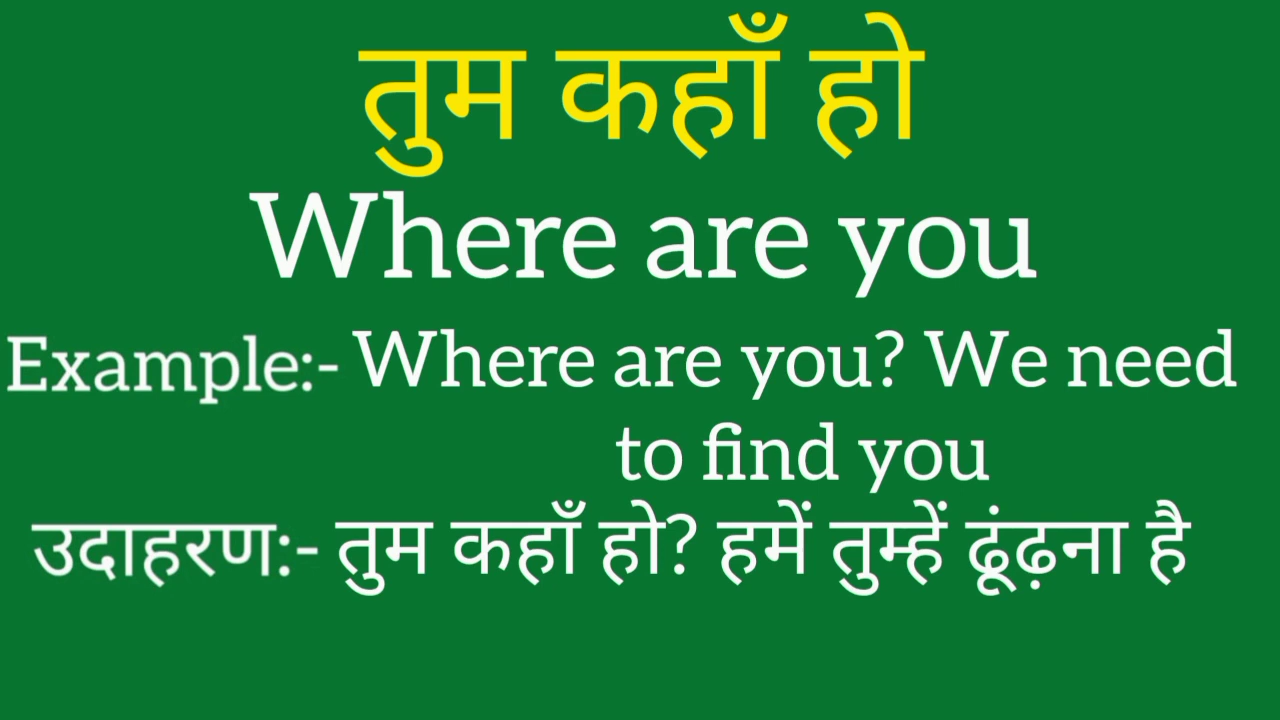 तुम कहाँ हो
Where are you
Example:- Where are you? We need
to find you
उदाहरण:- तुम कहाँ हो? हमें तुम्हें ढूंढ़ना है